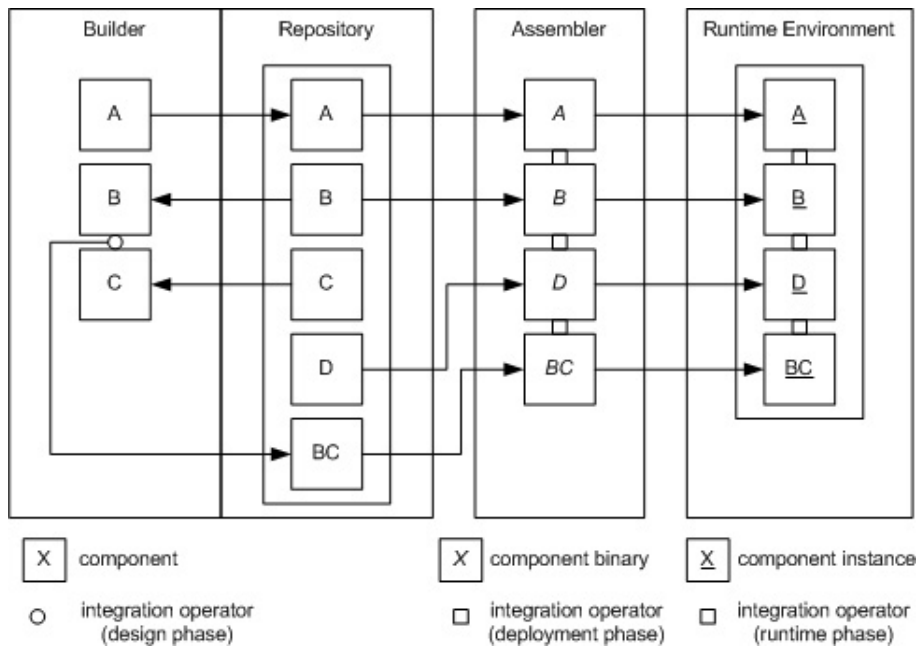 Builder Repository Assembler Runtime Environment
A A A A
B B B B
C C D D
D BC BC
BC
X component X component binary X component instance
integration operator (design phase)
integration operator (deployment phase)
integration operator (runtime phase)